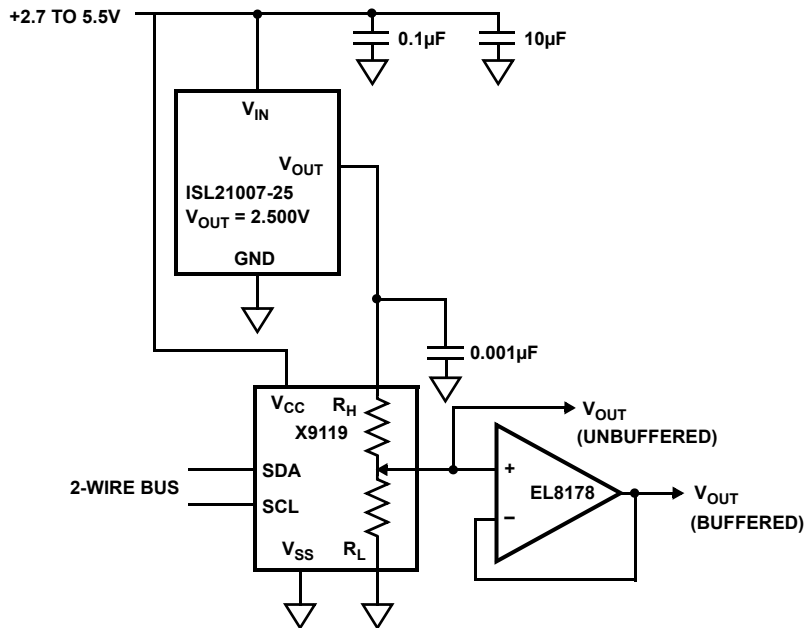 +2.7 TO 5.5V
0.1µF
10µF
VIN
VOUT
ISL21007-25
VOUT = 2.500V
GND
0.001µF
VCC
RH
X9119
VOUT
(UNBUFFERED)
SDA
+
EL8178
2-WIRE BUS
VOUT
SCL
–
(BUFFERED)
VSS
RL